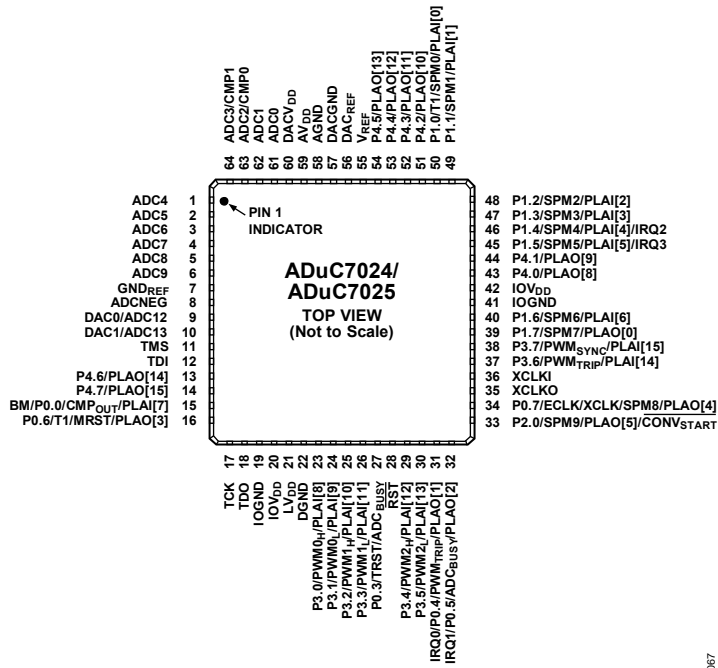 64 ADC3/CMP1
63 ADC2/CMP0
62 ADC1
61 ADC0
60 DACVDD
59 AVDD
58 AGND
57 DACGND
56 DACREF
55 VREF
54 P4.5/PLAO[13]
53 P4.4/PLAO[12]
52 P4.3/PLAO[11]
51 P4.2/PLAO[10]
50 P1.0/T1/SPM0/PLAI[0]
49 P1.1/SPM1/PLAI[1]
ADC4 1
ADC5 2
ADC6 3
ADC7 4
ADC8 5
ADC9 6
GNDREF 7
ADCNEG 8
DAC0/ADC12 9
DAC1/ADC13 10
TMS 11
TDI 12
P4.6/PLAO[14] 13
P4.7/PLAO[15] 14
BM/P0.0/CMPOUT/PLAI[7] 15
P0.6/T1/MRST/PLAO[3] 16
PIN 1
INDICATOR
ADuC7024/
ADuC7025
TOP VIEW
(Not to Scale)
48 P1.2/SPM2/PLAI[2]
47 P1.3/SPM3/PLAI[3]
46 P1.4/SPM4/PLAI[4]/IRQ2
45 P1.5/SPM5/PLAI[5]/IRQ3
44 P4.1/PLAO[9]
43 P4.0/PLAO[8]
42 IOVDD
41 IOGND
40 P1.6/SPM6/PLAI[6]
39 P1.7/SPM7/PLAO[0]
38 P3.7/PWMSYNC/PLAI[15]
37 P3.6/PWMTRIP/PLAI[14]
36 XCLKI
35 XCLKO
34 P0.7/ECLK/XCLK/SPM8/PLAO[4]
33 P2.0/SPM9/PLAO[5]/CONVSTART
17 TCK
18 TDO
19 IOGND
20 IOVDD
21 LVDD
22 DGND
23 P3.0/PWM0H/PLAI[8]
24 P3.1/PWM0L/PLAI[9]
25 P3.2/PWM1H/PLAI[10]
26 P3.3/PWM1L/PLAI[11]
27 P0.3/TRST/ADCBUSY
28 RST
29 P3.4/PWM2H/PLAI[12]
30 P3.5/PWM2L/PLAI[13]
31 IRQ0/P0.4/PWMTRIP/PLAO[1]
32 IRQ1/P0.5/ADCBUSY/PLAO[2]